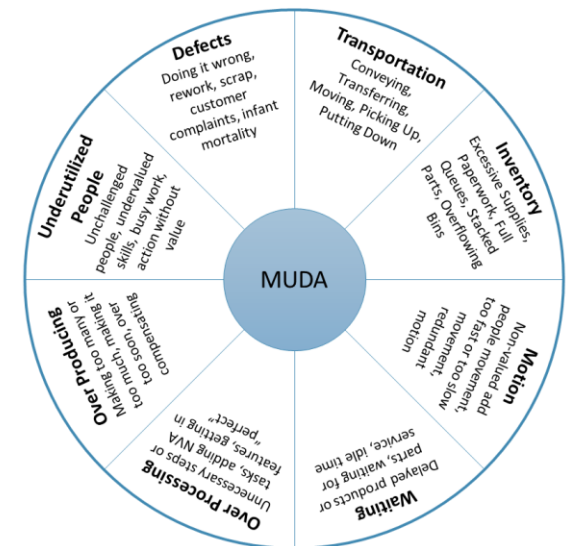 Defects
Doing it wrong,
rework, scrap,
customer
complaints, infant
mortality
Transportation
Conveying,
Transferring,
Moving, Picking Up,
Putting Down
Inventory
Excessive Supplies,
Paperwork, Full
Queues, Stacked
Parts, Overflowing
Bins
Motion
Non-valued add
people movement,
too fast or too slow
movement,
redundant
motion
Waiting
Delayed products or
parts, waiting for
service, idle time
Over Processing
Unnecessary steps or
tasks, adding NVA
features, getting in
"perfect"
Over Producing
Making too many or
too much, making it
too soon, over
compensating
Underutilized
People
Unchallenged
people, undervalued
skills, busy work,
action without
value
MUDA